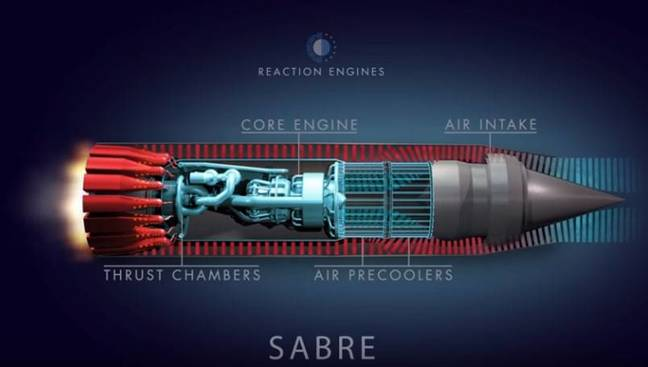 REACTION ENGINES
CORE ENGINE
AIR INTAKE
THRUST CHAMBERS
AIR PRECOOLERS
SABRE